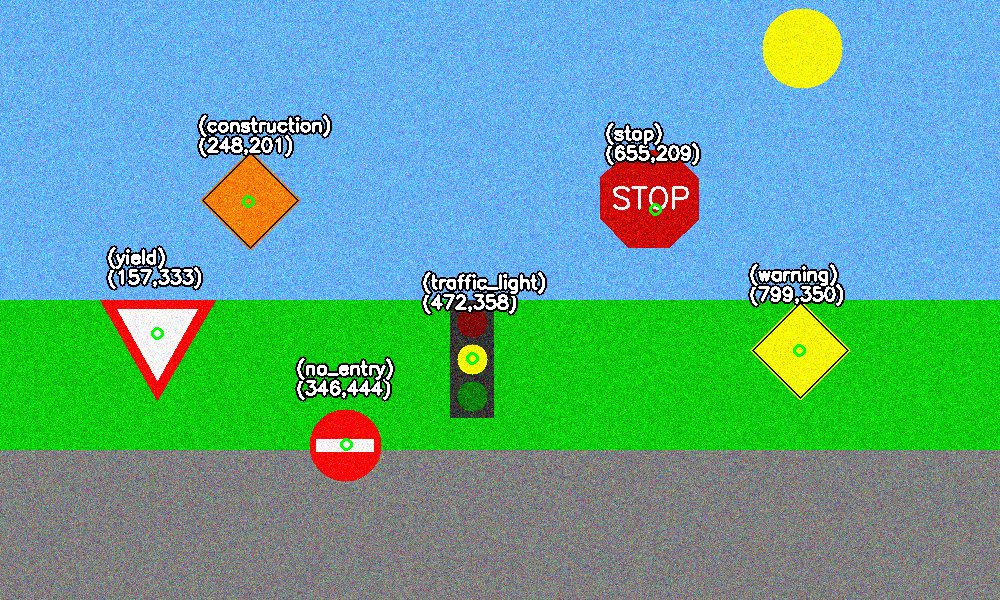 (construction)
(248,201)
(stop)
(655,209)
STOP
(yield)
(157,333)
(traffic_light)
(472,358)
(warning)
(799,350)
(no_entry)
(346,444)